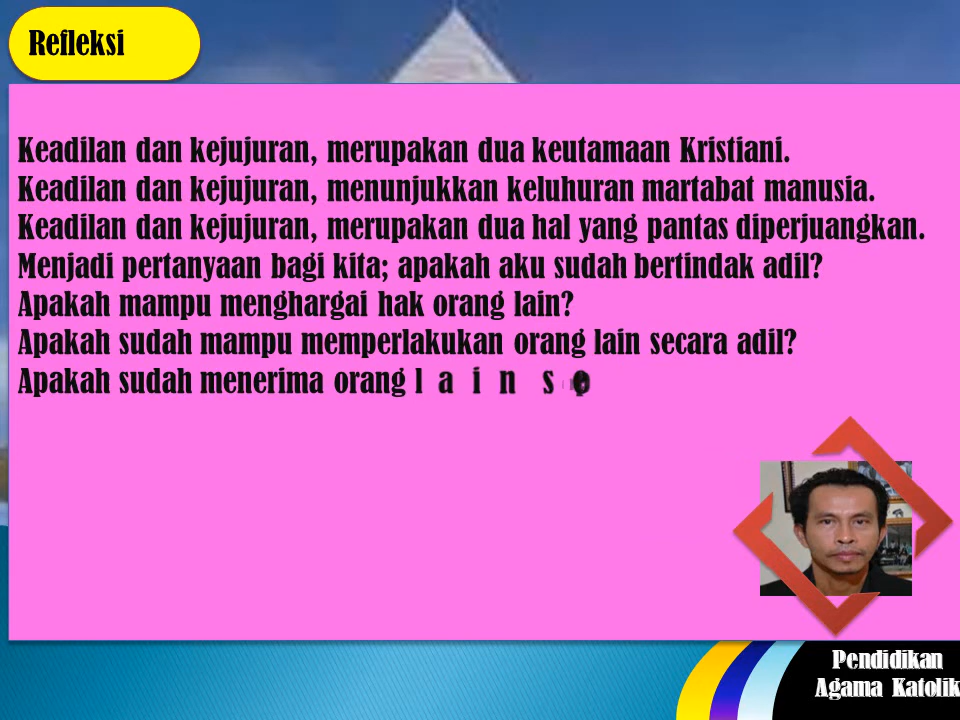 Refleksi
Keadilan dan kejujuran, merupakan dua keutamaan Kristiani.
Keadilan dan kejujuran, menunjukkan keluhuran martabat manusia.
Keadilan dan kejujuran, merupakan dua hal yang pantas diperjuangkan.
Menjadi pertanyaan bagi kita; apakah aku sudah bertindak adil?
Apakah mampu menghargai hak orang lain?
Apakah sudah mampu memperlakukan orang lain secara adil?
Apakah sudah menerima orang l a i n
Pendidikan
Agama Katolik